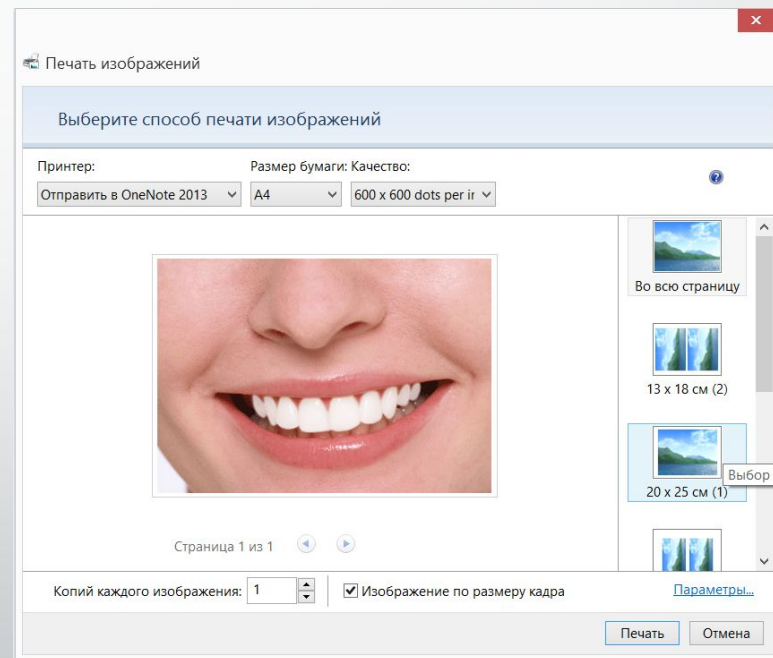 Печать изображений
Выберите способ печати изображений
Принтер: Размер бумаги: Качество:
Отправить в OneNote 2013 A4 600 x 600 dots per in
Во всю страницу
13 x 18 см (2)
20 x 25 см (1)
Выбор
Страница 1 из 1
Копий каждого изображения: 1 Изображение по размеру кадра Параметры...
Печать Отмена